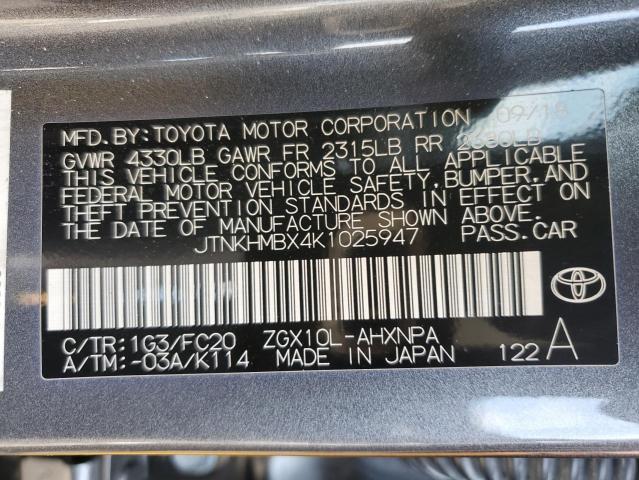 MFD.BY:TOYOTA MOTOR CORPORATION 09/18
GVWR 4330LB GAWR FR 2315LB RR
THIS VEHICLE CONFORMS TO ALL APPLICABLE
FEDERAL MOTOR VEHICLE SAFETY,BUMPER,AND
THEFT PREVENTION STANDARDS IN EFFECT ON
THE DATE OF MANUFACTURE SHOWN ABOVE.
JTNKHMBX4K1025947 PASS.CAR
C/TR:1G3/FC20 ZGX10L-AHXNPA
A/TM:-03A/K114 MADE IN JAPAN 122 A